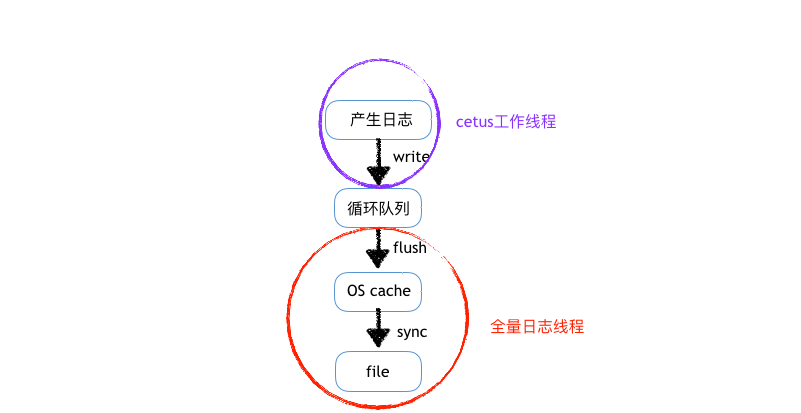 产生日志
cetus工作线程
write
循环队列
flush
OS cache
全量日志线程
sync
file